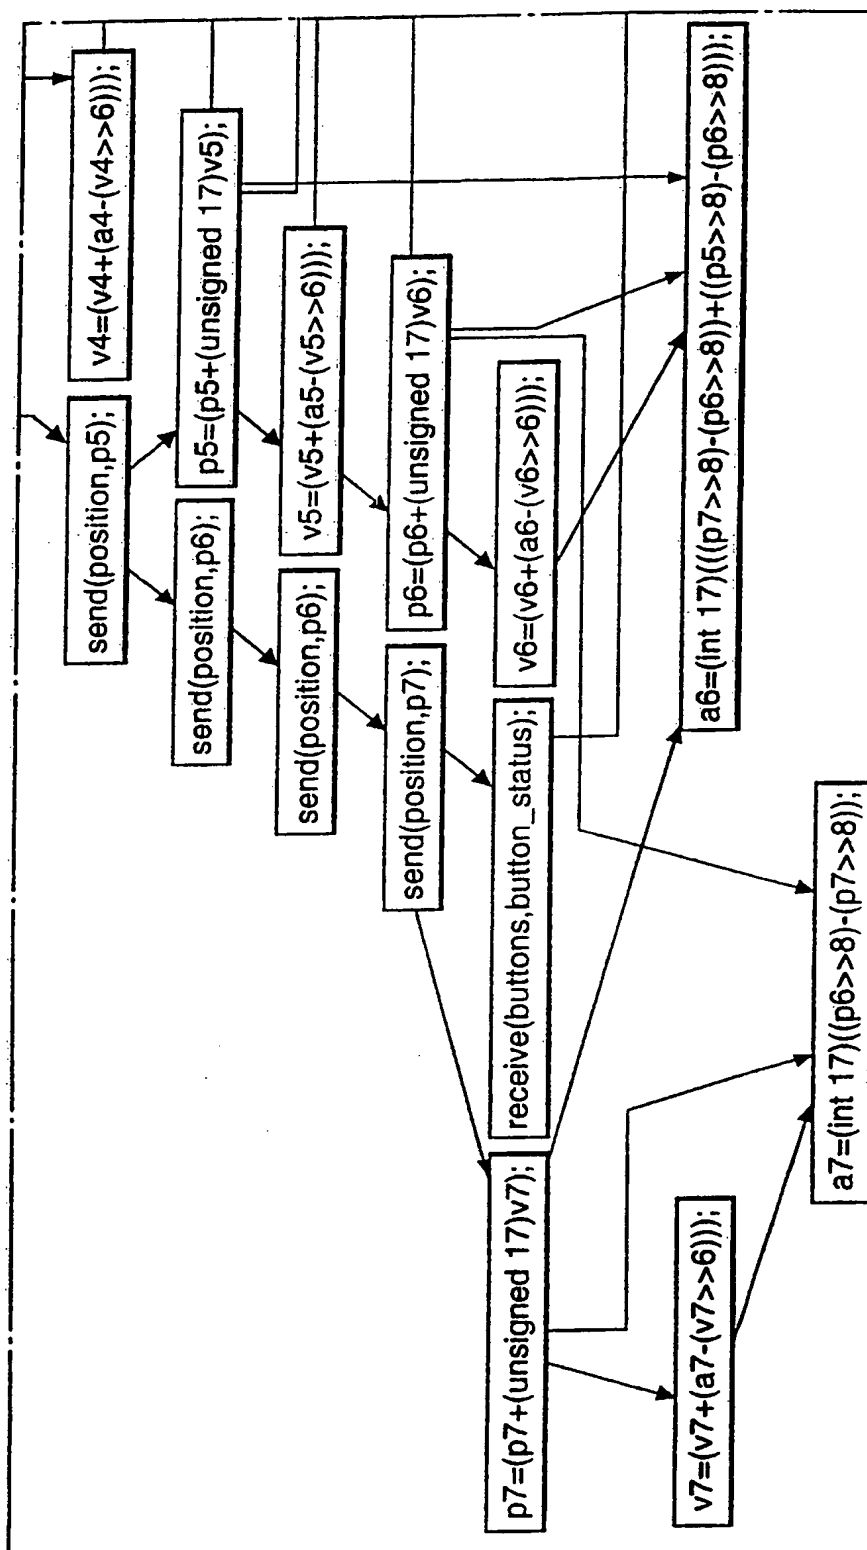 v4=(v4+(a4-(v4>>6)));
send(position,p5);
p5=(p5+(unsigned 17)v5);
send(position,p6);
v5=(v5+(a5-(v5>>6)));
send(position,p6);
p6=(p6+(unsigned 17)v6);
send(position,p7);
v6=(v6+(a6-(v6>>6)));
receive(buttons,button_status);
p7=(p7+(unsigned 17)v7);
a6=(int 17)(((p7>>8)-(p6>>8))+((p5>>8)-(p6>>8)));
v7=(v7+(a7-(v7>>6)));
a7=(int 17)((p6>>8)-(p7>>8));